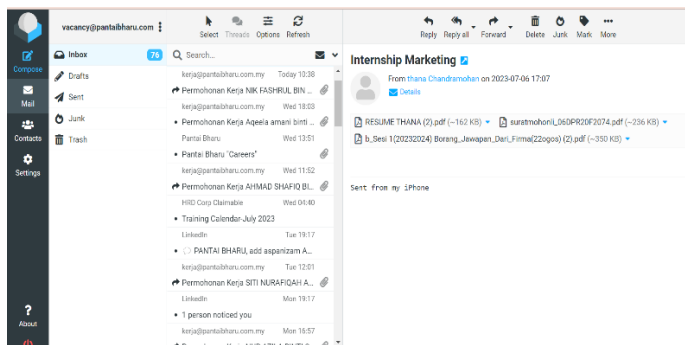 vacancy@pantaibharu.com
Select Threads Options Refresh
Reply Reply all Forward Delete Junk Mark More
Compose
Mail
Contacts
Settings
?
About
Inbox 76
Drafts
Sent
Junk
Trash
Search...
kerja@pantaibharu.com.my Today 10:38
Permohonan Kerja NIK FASHRUL BIN ...
kerja@pantaibharu.com.my Wed 18:03
Permohonan Kerja Aqeela amani binti ...
Pantai Bharu Wed 13:51
Pantai Bharu "Careers"
kerja@pantaibharu.com.my Wed 11:52
Permohonan Kerja AHMAD SHAFIQ BI...
HRD Corp Claimable Wed 04:40
Training Calendar-July 2023
LinkedIn Tue 19:17
PANTAI BHARU, add aspanizam A...
kerja@pantaibharu.com.my Tue 12:01
Permohonan Kerja SITI NURAFIQAH A...
LinkedIn Mon 19:17
1 person noticed you
kerja@pantaibharu.com.my Mon 16:57
Internship Marketing
From thana Chandramohan on 2023-07-06 17:07
Details
RESUME THANA (2).pdf (~162 KB) suratmohonli_06DPR20F2074.pdf (~236 KB)
b_Sesi 1(20232024) Borang_Jawapan_Dari_Firma(22ogos) (2).pdf (~350 KB)
Sent from my iPhone